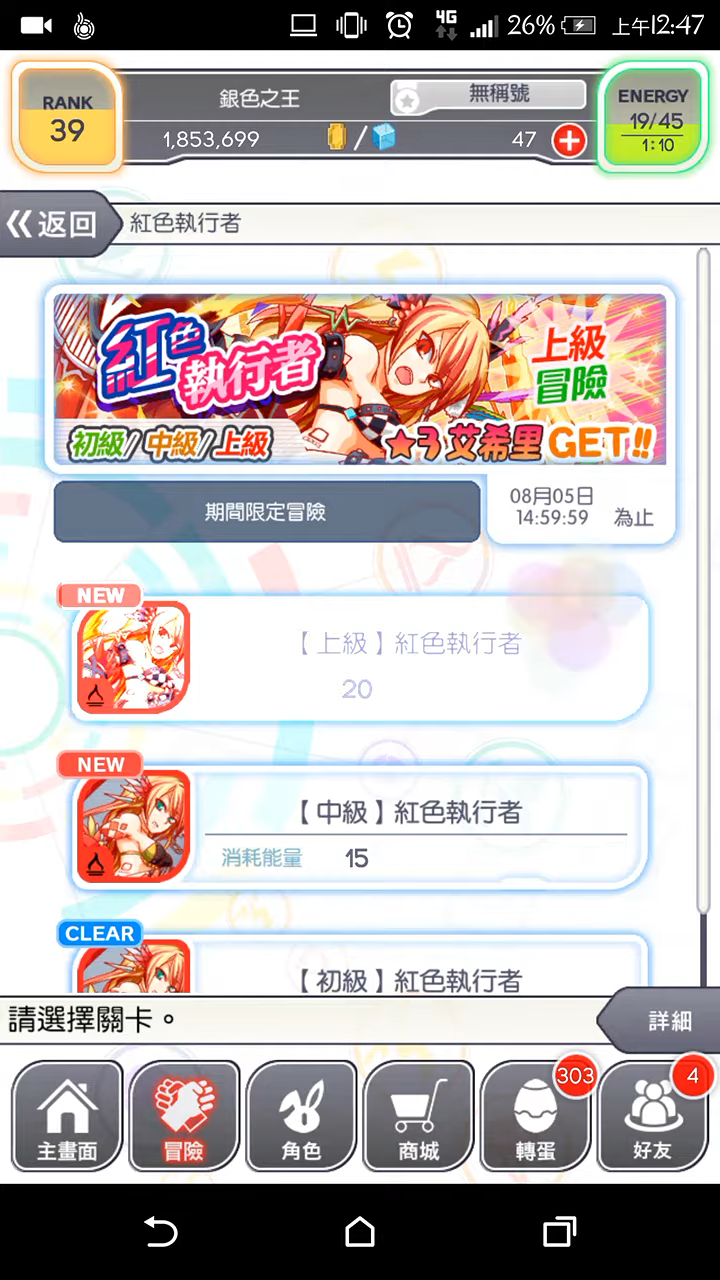 4G 26% 上午12:47
RANK
39
銀色之王
無稱號
1,853,699
/
47
ENERGY
19/45
1:10
返回
紅色執行者
紅色執行者
上級
冒險
初級/中級/上級
★3艾希里GET!!
期間限定冒險
08月05日
14:59:59 為止
NEW
【上級】紅色執行者
20
NEW
【中級】紅色執行者
消耗能量 15
CLEAR
【初級】紅色執行者
請選擇關卡。
詳細
303
4
主畫面 冒險 角色 商城 轉蛋 好友